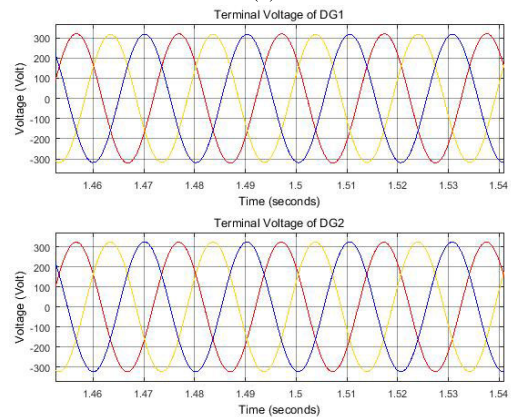 Terminal Voltage of DG1
300
200
100
0
-100
-200
-300
Voltage (Volt)
1.46 1.47 1.48 1.49 1.5 1.51 1.52 1.53 1.54
Time (seconds)
Terminal Voltage of DG2
300
200
100
0
-100
-200
-300
Voltage (Volt)
1.46 1.47 1.48 1.49 1.5 1.51 1.52 1.53 1.54
Time (seconds)